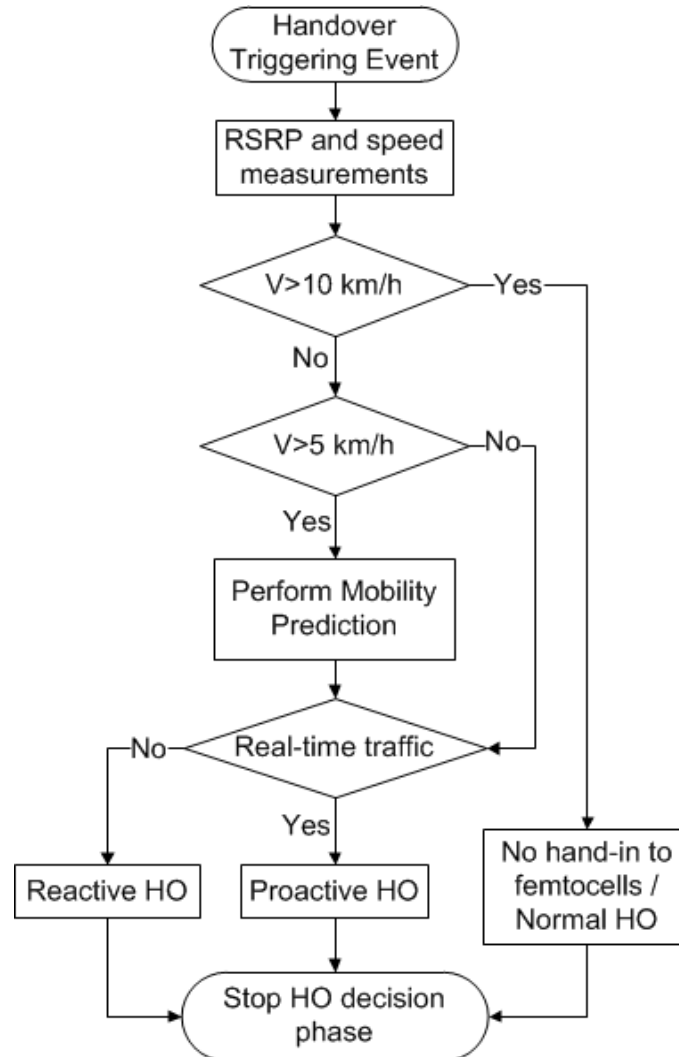 Handover
Triggering Event
RSRP and speed
measurements
V>10 km/h
Yes
No
V>5 km/h
No
Yes
Perform Mobility
Prediction
Real-time traffic
No
Yes
Reactive HO
Proactive HO
No hand-in to
femtocells /
Normal HO
Stop HO decision
phase